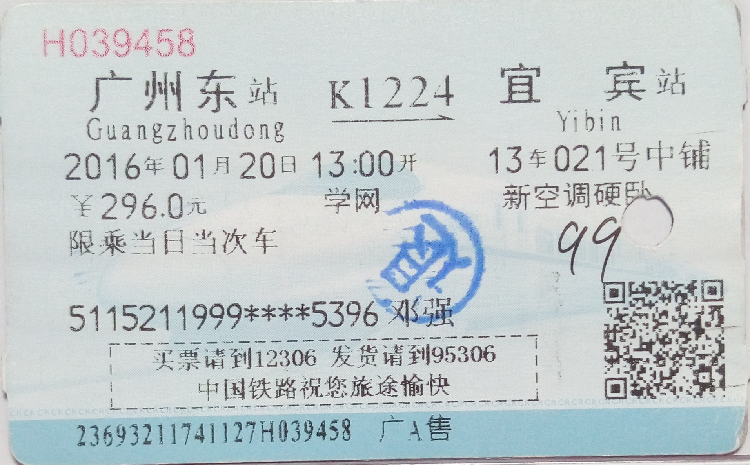 H039458
广州东站 K1224 宜宾站
Guangzhoudong Yibin
2016年01月20日 13:00开 13车021号中铺
￥296.0元 学网 新空调硬卧
限乘当日当次车
99
5115211999****5396 邓强
买票请到12306 发货请到95306
中国铁路祝您旅途愉快
23693211741127H039458 广A售